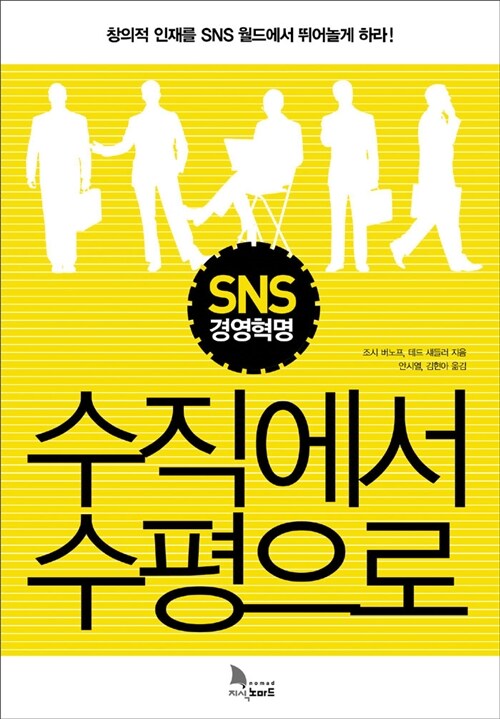 창의적 인재를 SNS 월드에서 뛰어놀게 하라!
SNS
경영혁명
조시 버노프, 테드 섀들러 지음
안시열, 김현아 옮김
수직에서
수평으로
nomad
지식노마드